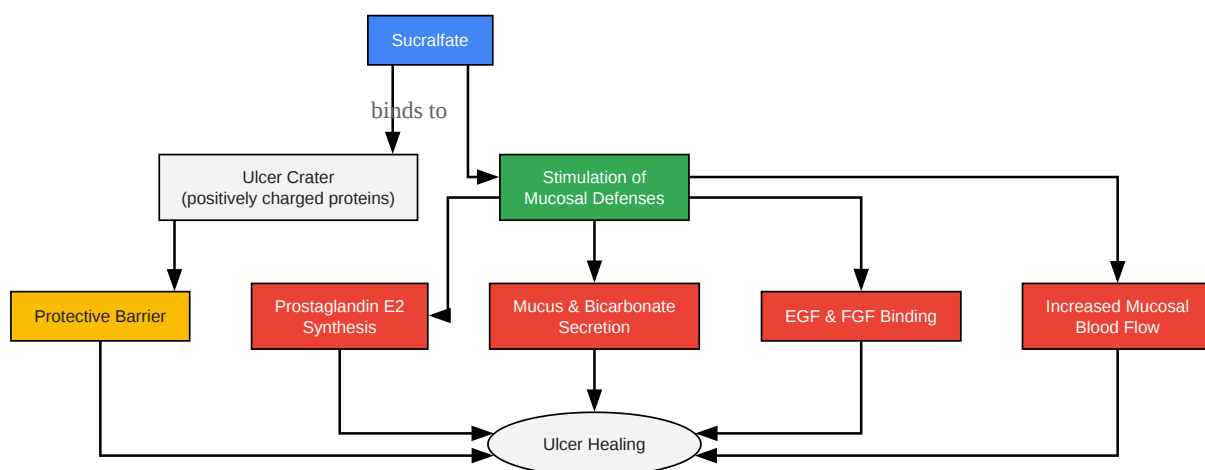 Sucralfate
binds to
Ulcer Crater
(positively charged proteins)
Stimulation of
Mucosal Defenses
Protective Barrier
Prostaglandin E2
Synthesis
Mucus & Bicarbonate
Secretion
EGF & FGF Binding
Increased Mucosal
Blood Flow
Ulcer Healing